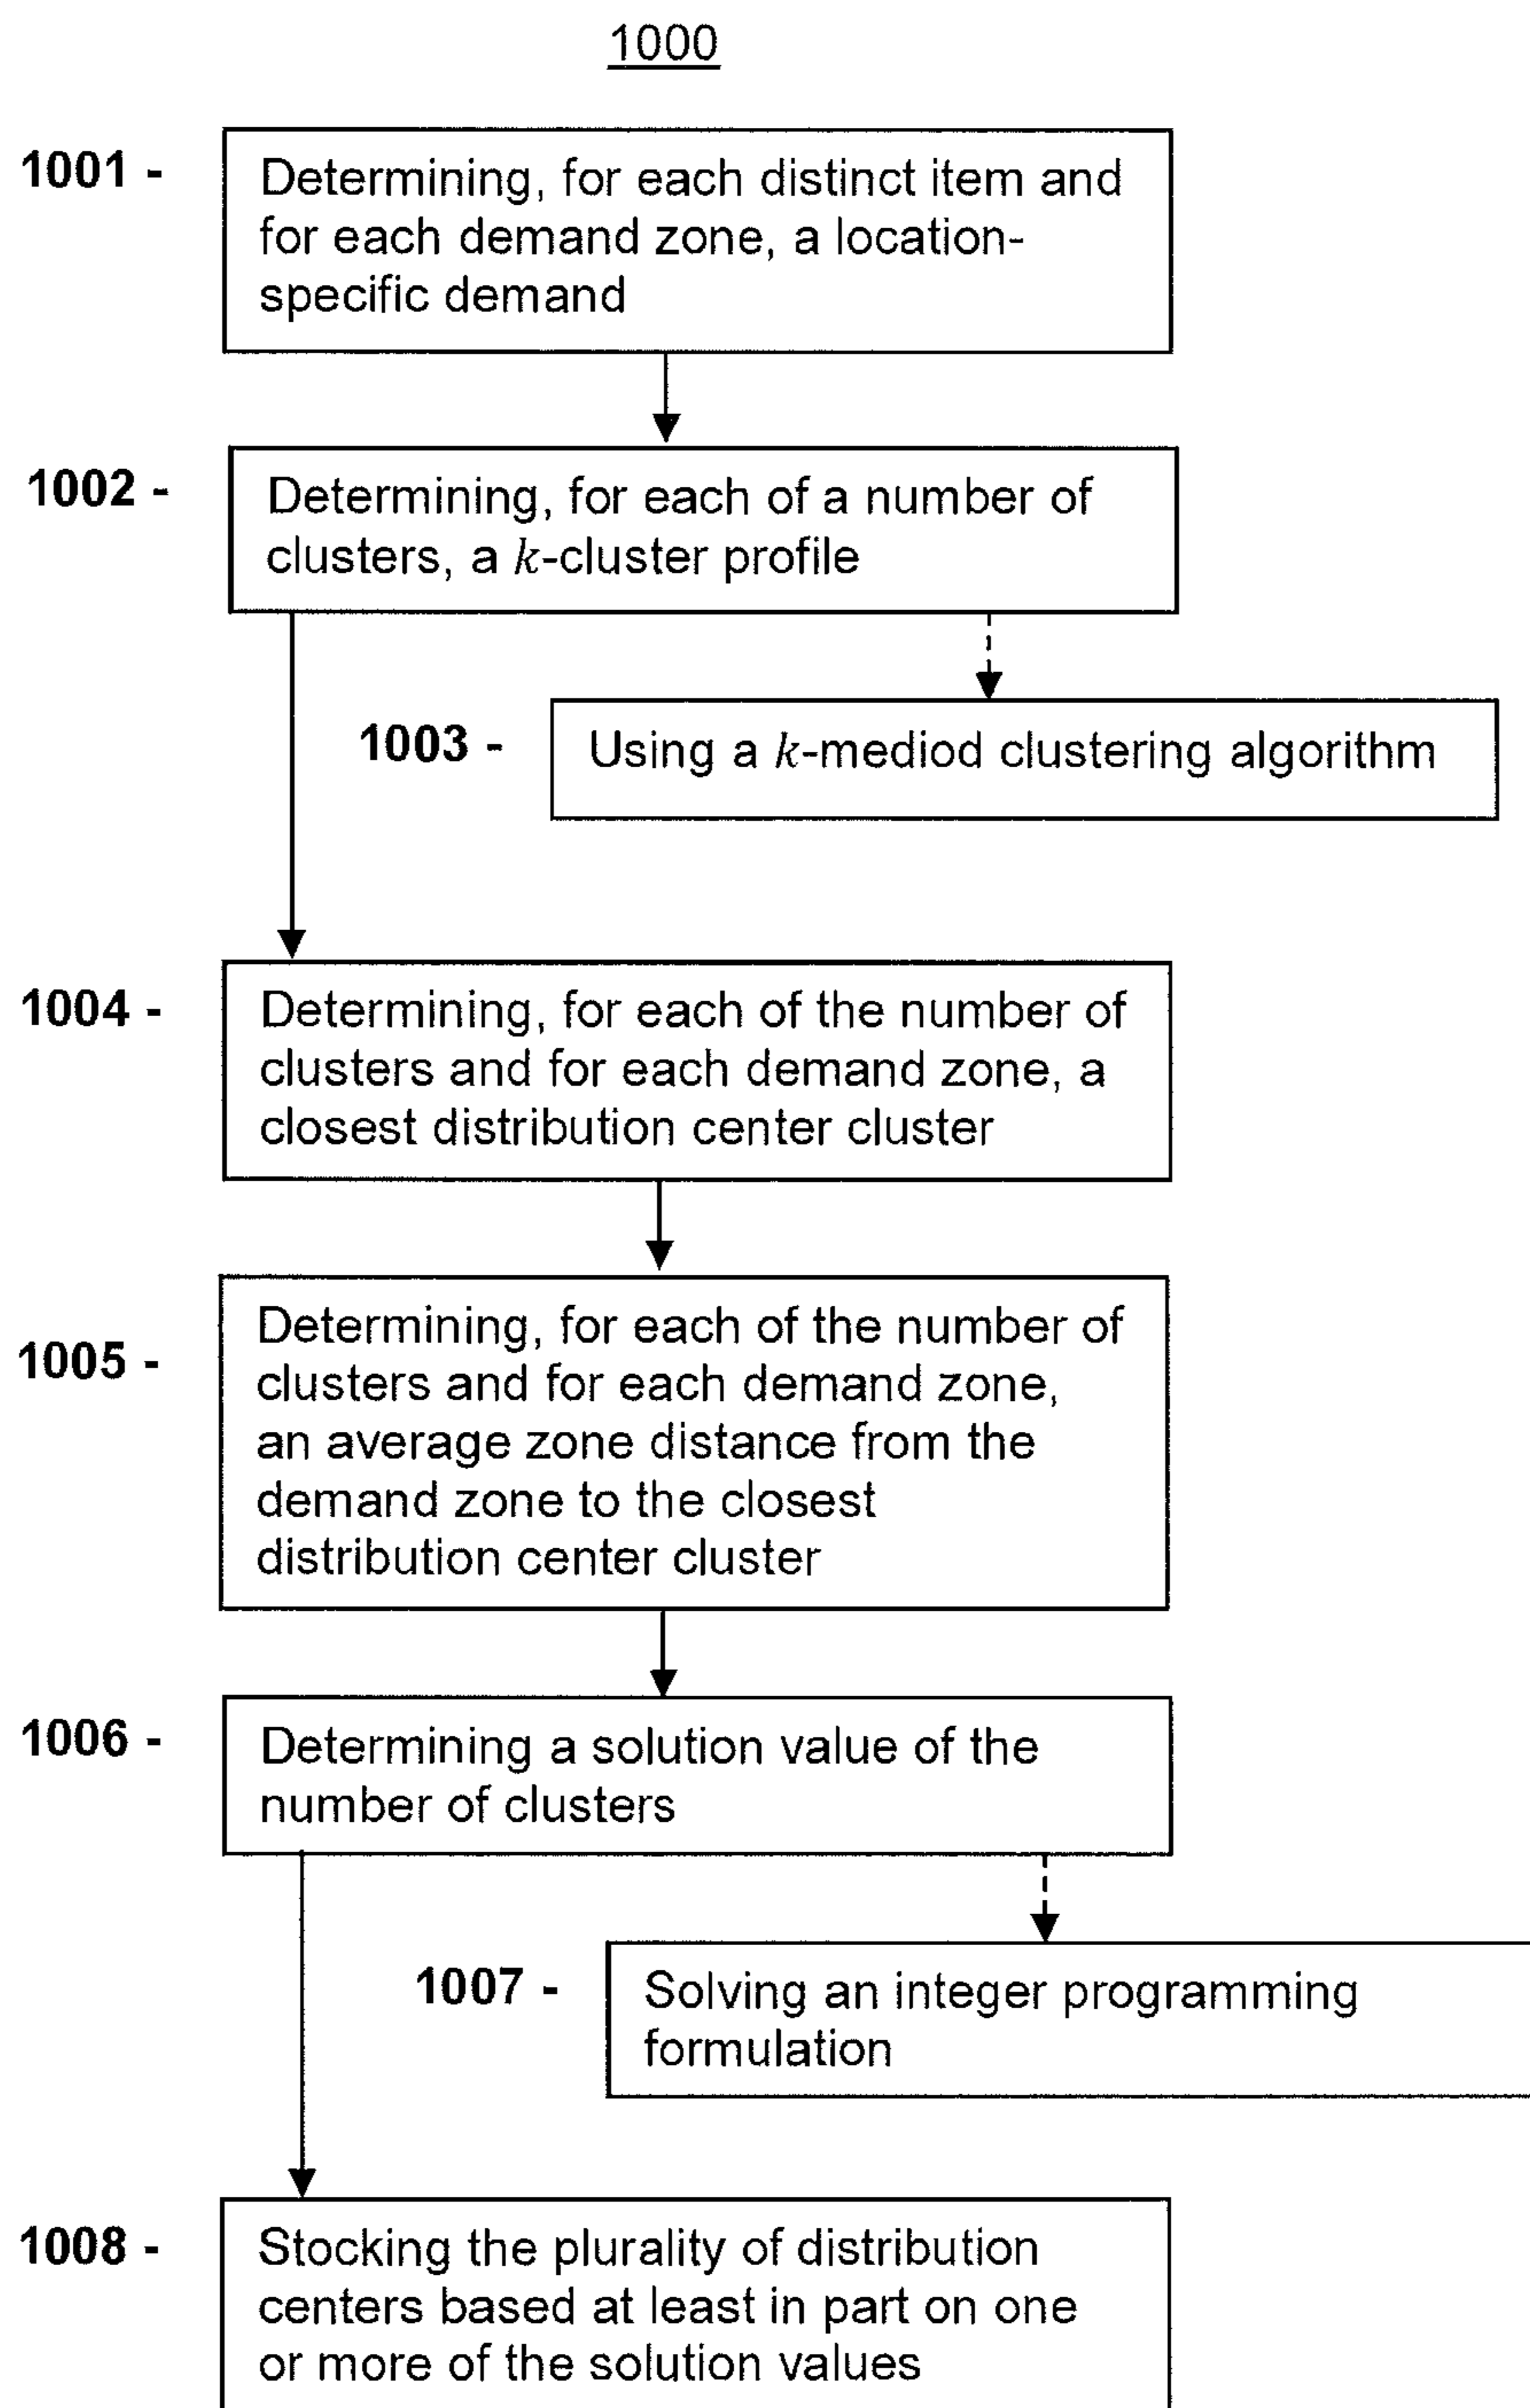 1000
1001 -
Determining, for each distinct item and
for each demand zone, a location-
specific demand
1002 -
Determining, for each of a number of
clusters, a k-cluster profile
1003 -
Using a k-mediod clustering algorithm
1004 -
Determining, for each of the number of
clusters and for each demand zone, a
closest distribution center cluster
1005 -
Determining, for each of the number of
clusters and for each demand zone,
an average zone distance from the
demand zone to the closest
distribution center cluster
1006 -
Determining a solution value of the
number of clusters
1007 -
Solving an integer programming
formulation
1008 -
Stocking the plurality of distribution
centers based at least in part on one
or more of the solution values